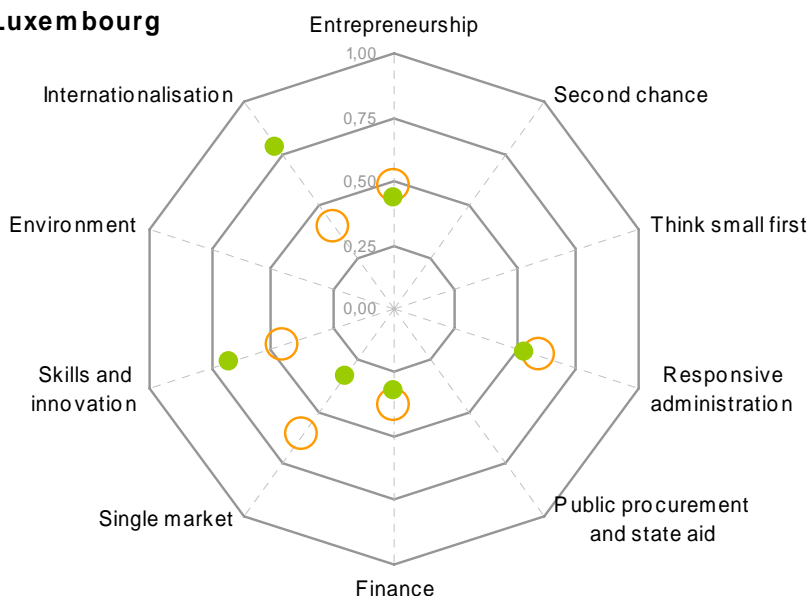 Luxembourg
Entrepreneurship
1,00
Internationalisation
Second chance
0,75
0,50
Environment
Think small first
0,25
0,00
Skills and
innovation
Responsive
administration
Single market
Public procurement
and state aid
Finance